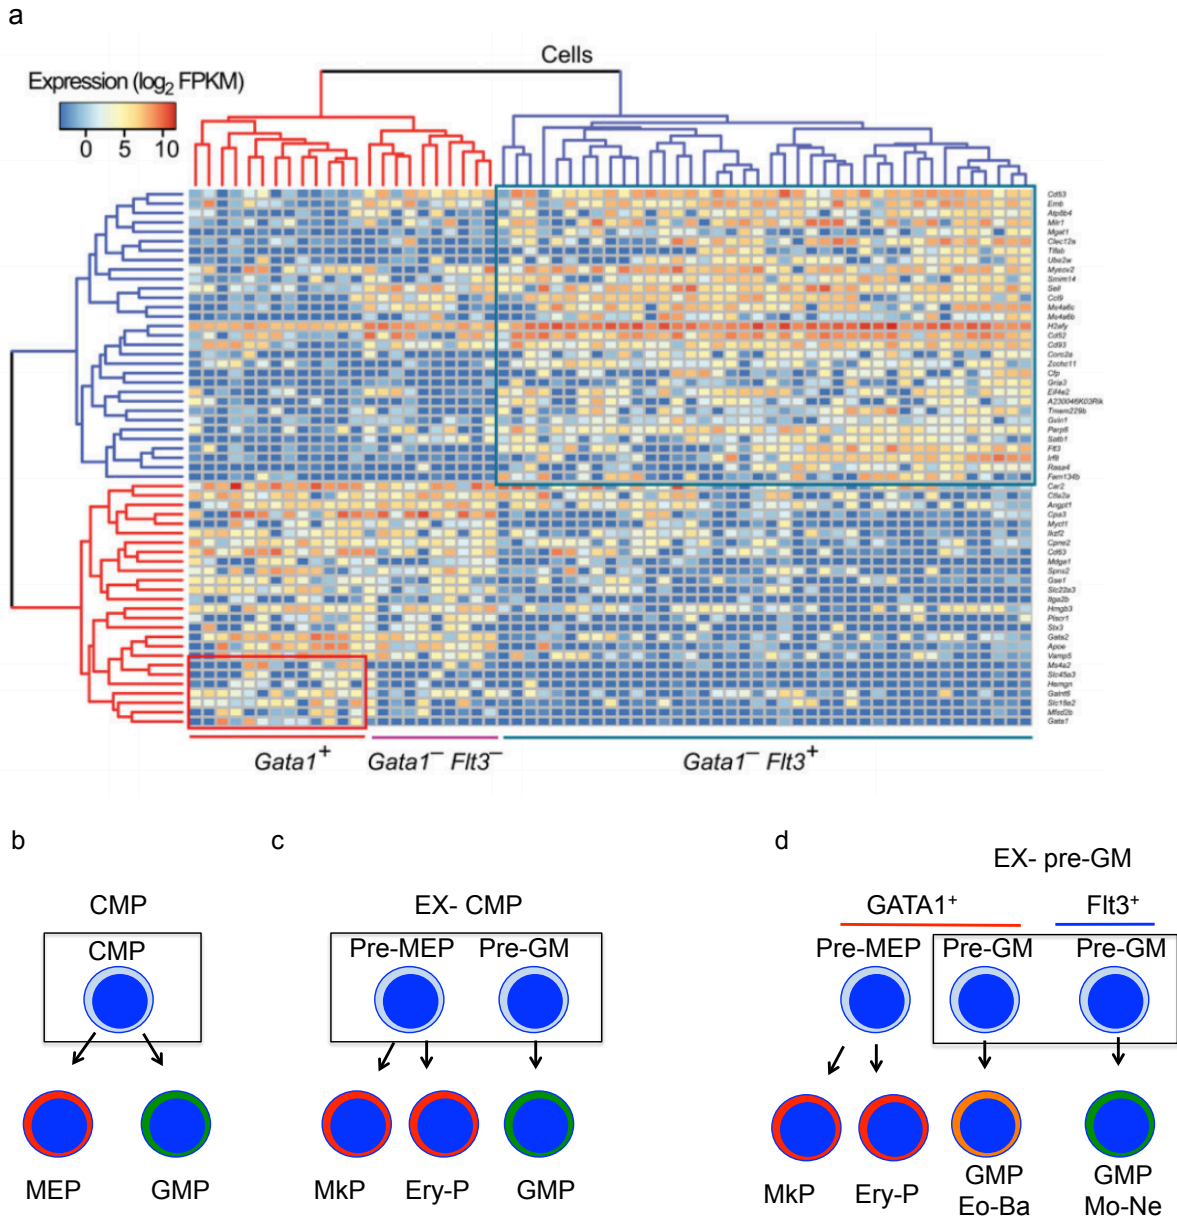 a
Cells
Expression (log2 FPKM)
0 5 10
Cd53
Emb
Atp8b4
Milr1
Mgat1
Clec12a
Tifab
Ube2w
Myeov2
Smim14
Sell
Ccl9
Ms4a6c
Ms4a6b
H2afy
Cd52
Cd93
Coro2a
Zcchc11
Cfp
Gria3
Eif4e2
A230046K03Rik
Tmem229b
Gvin1
Parp8
Satb1
Flt3
Irf8
Rasa4
Fam134b
Car2
Ctla2a
Angpt1
Cpa3
Myct1
Ikzf2
Cpne2
Cd63
Mdga1
Spns2
Gse1
Slc22a3
Itga2b
Hmgb3
Plscr1
Stx3
Gata2
Apoe
Vamp5
Ms4a2
Slc45a3
Hemgn
Galnt6
Slc18a2
Mfsd2b
Gata1
Gata1+ Gata1− Flt3− Gata1− Flt3+
b c d
EX- pre-GM
CMP EX- CMP GATA1+ Flt3+
CMP Pre-MEP Pre-GM Pre-MEP Pre-GM Pre-GM
MEP GMP MkP Ery-P GMP MkP Ery-P GMP GMP
Eo-Ba Mo-Ne